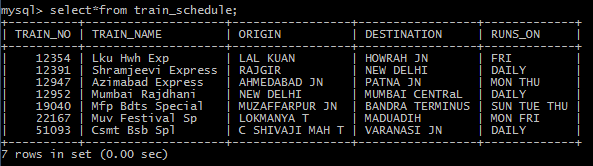 mysql> select*from train_schedule;
+----------+---------------------+-----------------+-----------------+-------------+
| TRAIN_NO | TRAIN_NAME | ORIGIN | DESTINATION | RUNS_ON |
+----------+---------------------+-----------------+-----------------+-------------+
| 12354 | Lku Hwh Exp | LAL KUAN | HOWRAH JN | FRI |
| 12391 | Shramjeevi Express | RAJGIR | NEW DELHI | DAILY |
| 12947 | Azimabad Express | AHMEDABAD JN | PATNA JN | MON THU |
| 12952 | Mumbai Rajdhani | NEW DELHI | MUMBAI CENTRaL | DAILY |
| 19040 | Mfp Bdts Special | MUZAFFARPUR JN | BANDRA TERMINUS | SUN TUE THU |
| 22167 | Muv Festival Sp | LOKMANYA T | MADUADIH | MON FRI |
| 51093 | Csmt Bsb Spl | C SHIVAJI MAH T | VARANASI JN | DAILY |
+----------+---------------------+-----------------+-----------------+-------------+
7 rows in set (0.00 sec)